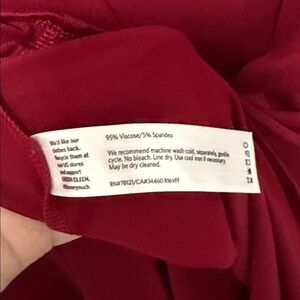 We'd like our
clothes back.
Recycle them at
our US stores
and support
GREEN EILEEN.
95% Viscose/5% Spandex
We recommend machine wash cold, separately, gentle
cycle. No bleach. Line dry. Use cool iron if needed.
May be dry cleaned.
RN#78121/CA#34460 R16VFF